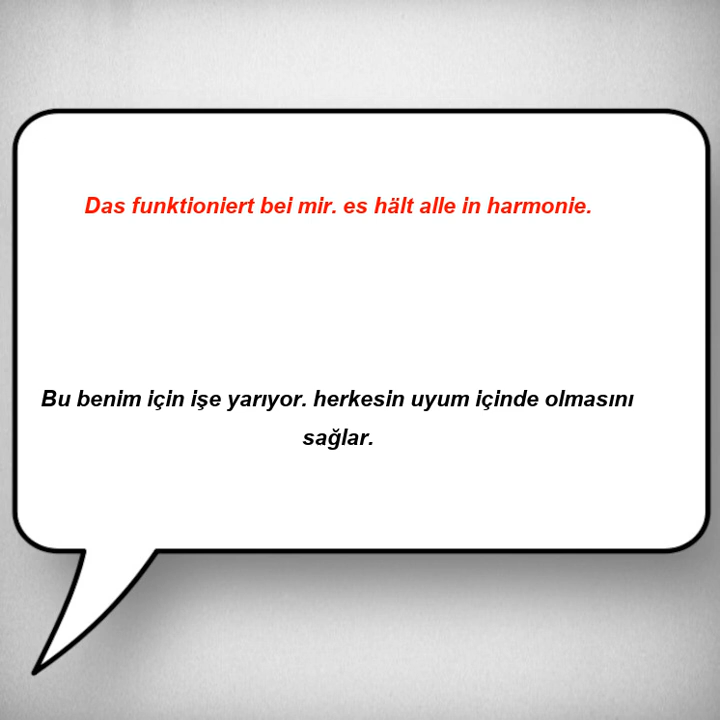 Das funktioniert bei mir. es hält alle in harmonie.
Bu benim için işe yarıyor. herkesin uyum içinde olmasını
sağlar.